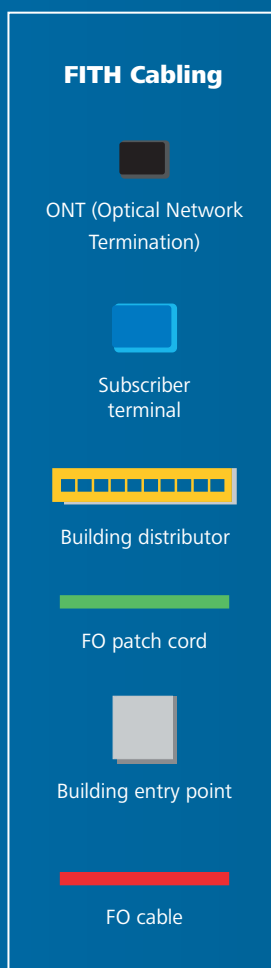 FITH Cabling
ONT (Optical Network
Termination)
Subscriber
terminal
Building distributor
FO patch cord
Building entry point
FO cable